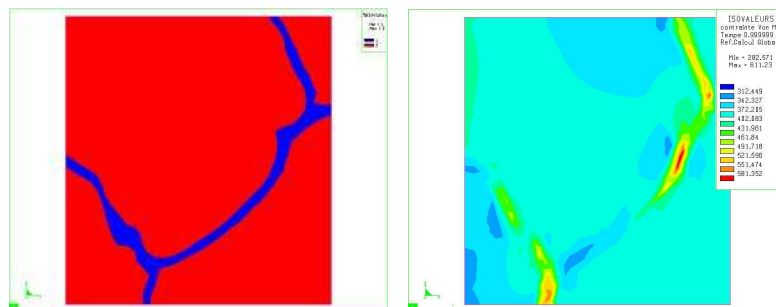 ISOVALEURS
contrainte Von M
Temps 0.999999
Ref.Calcul Globa
Min = 282.571
Max = 611.23
312.449
342.327
372.205
402.083
431.961
461.84
491.718
521.596
551.474
581.352